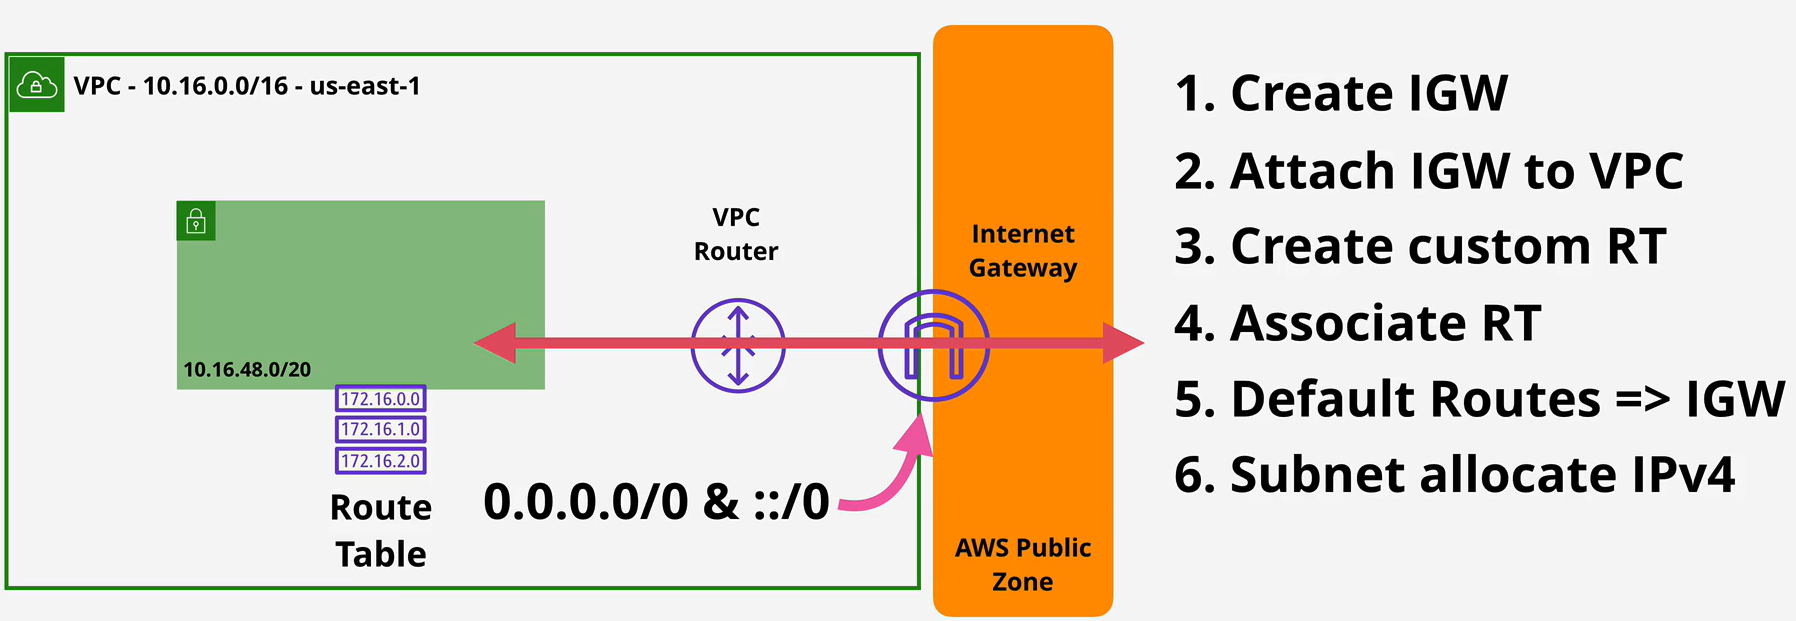 VPC - 10.16.0.0/16 - us-east-1
VPC
Router
Internet
Gateway
10.16.48.0/20
172.16.0.0
172.16.1.0
172.16.2.0
Route
Table
0.0.0.0/0 & ::/0
AWS Public
Zone
1. Create IGW
2. Attach IGW to VPC
3. Create custom RT
4. Associate RT
5. Default Routes => IGW
6. Subnet allocate IPv4